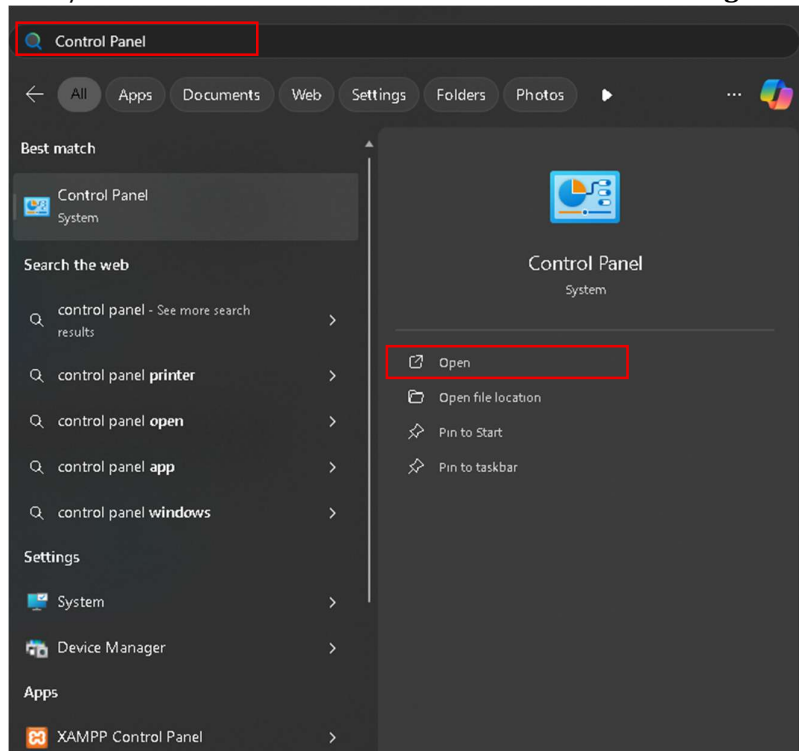 Control Panel
All Apps Documents Web Settings Folders Photos ...
Best match
Control Panel
System
Search the web
control panel - See more search
results
control panel printer
control panel open
control panel app
control panel windows
Settings
System
Device Manager
Apps
XAMPP Control Panel
Control Panel
System
Open
Open file location
Pin to Start
Pin to taskbar